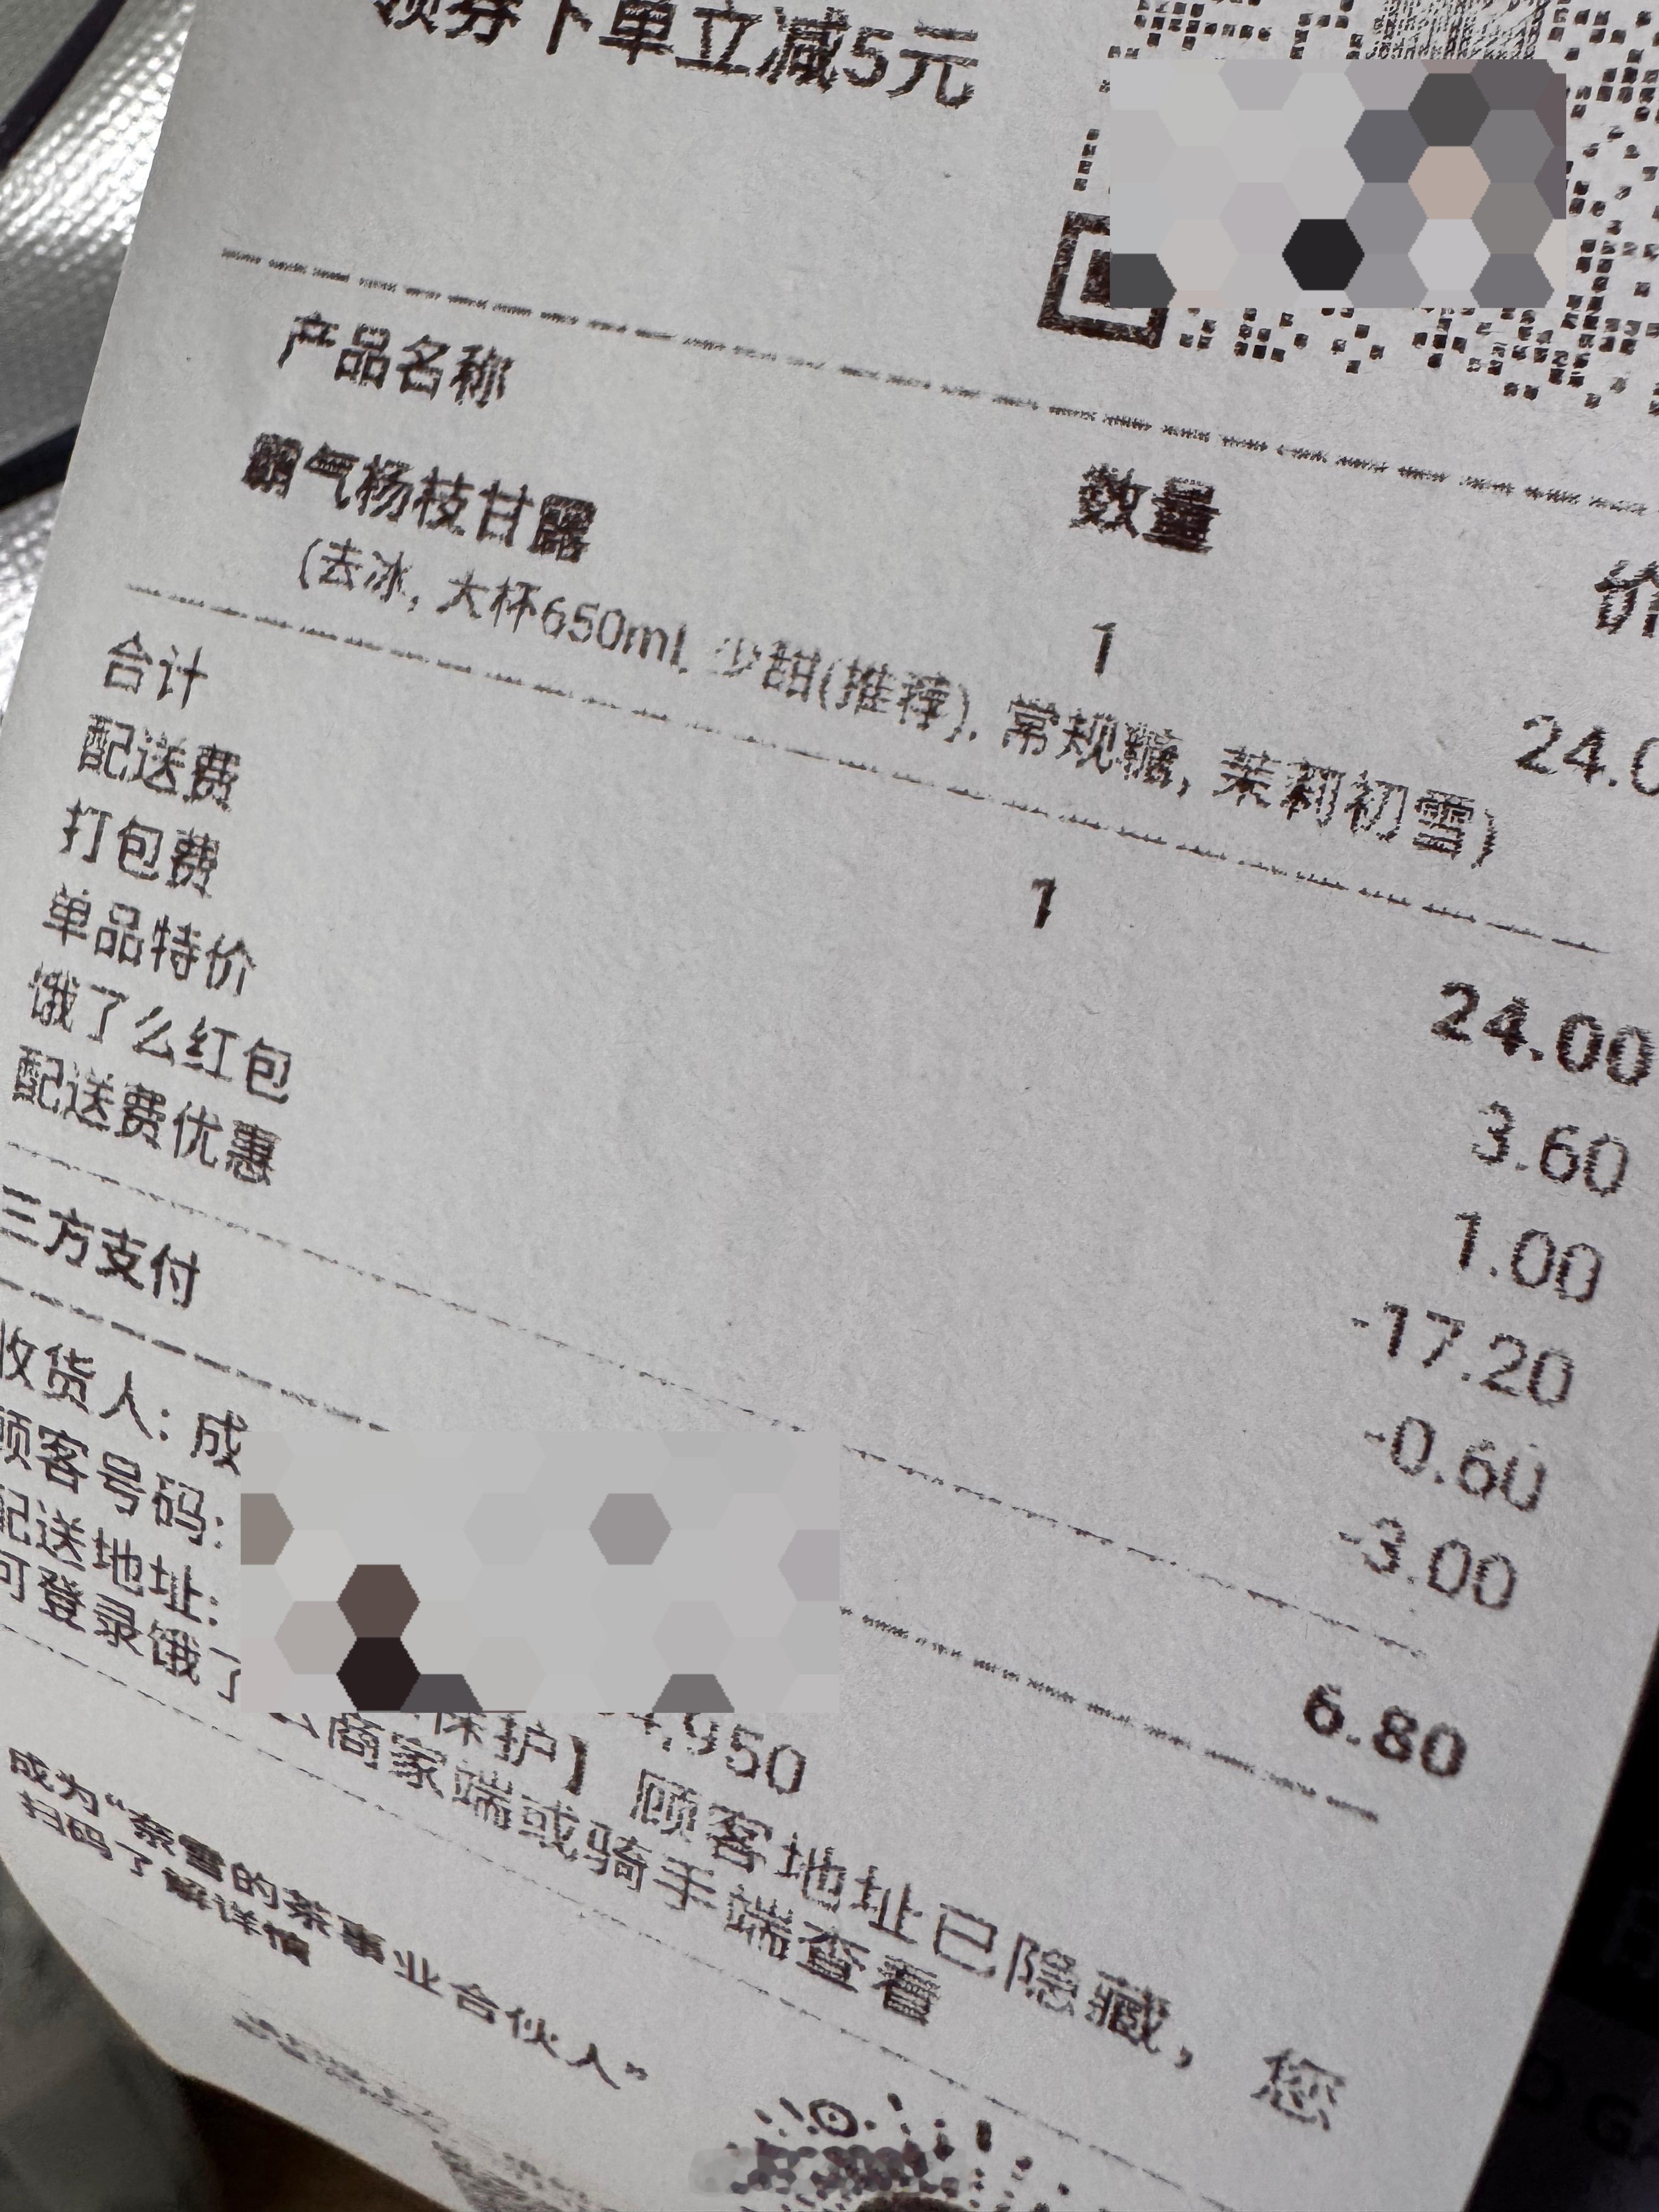 领券下单立减5元
产品名称 数量 价
霸气杨枝甘露 1 24.0
(去冰, 大杯650ml, 少甜(推荐), 常规糖, 茉莉初雪)
合计 1 24.00
配送费 3.60
打包费 1.00
单品特价 -17.20
饿了么红包 -0.60
配送费优惠 -3.00
三方支付 6.80
收货人: 成
顾客号码: 4,950
配送地址: 保护】顾客地址已隐藏, 您
可登录饿了么商家端或骑手端查看
成为“奈雪的茶事业合伙人”
扫码了解详情